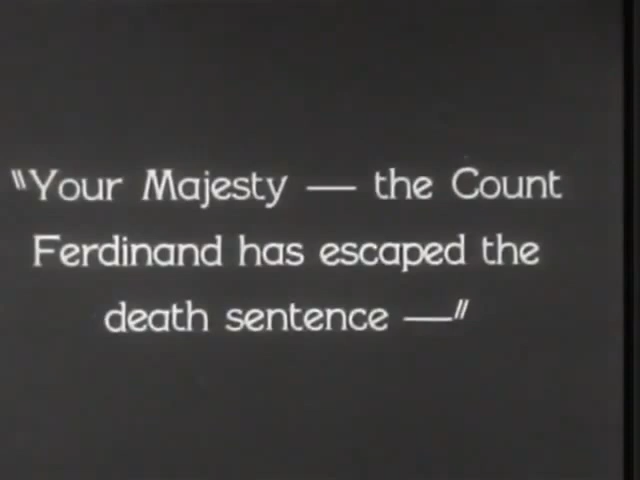 "Your Majesty — the Count
Ferdinand has escaped the
death sentence —"